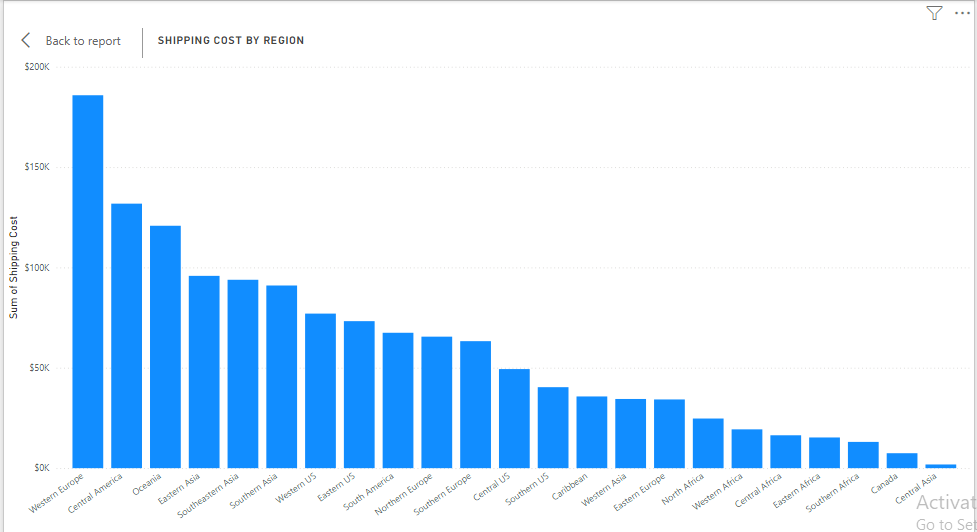 Back to report
SHIPPING COST BY REGION
$200K
$150K
$100K
$50K
$0K
Sum of Shipping Cost
Western Europe
Central America
Oceania
Eastern Asia
Southeastern Asia
Southern Asia
Western US
Eastern US
South America
Northern Europe
Southern Europe
Central US
Southern US
Caribbean
Western Asia
Eastern Europe
North Africa
Western Africa
Central Africa
Eastern Africa
Southern Africa
Canada
Central Asia
Activat
Go to Se